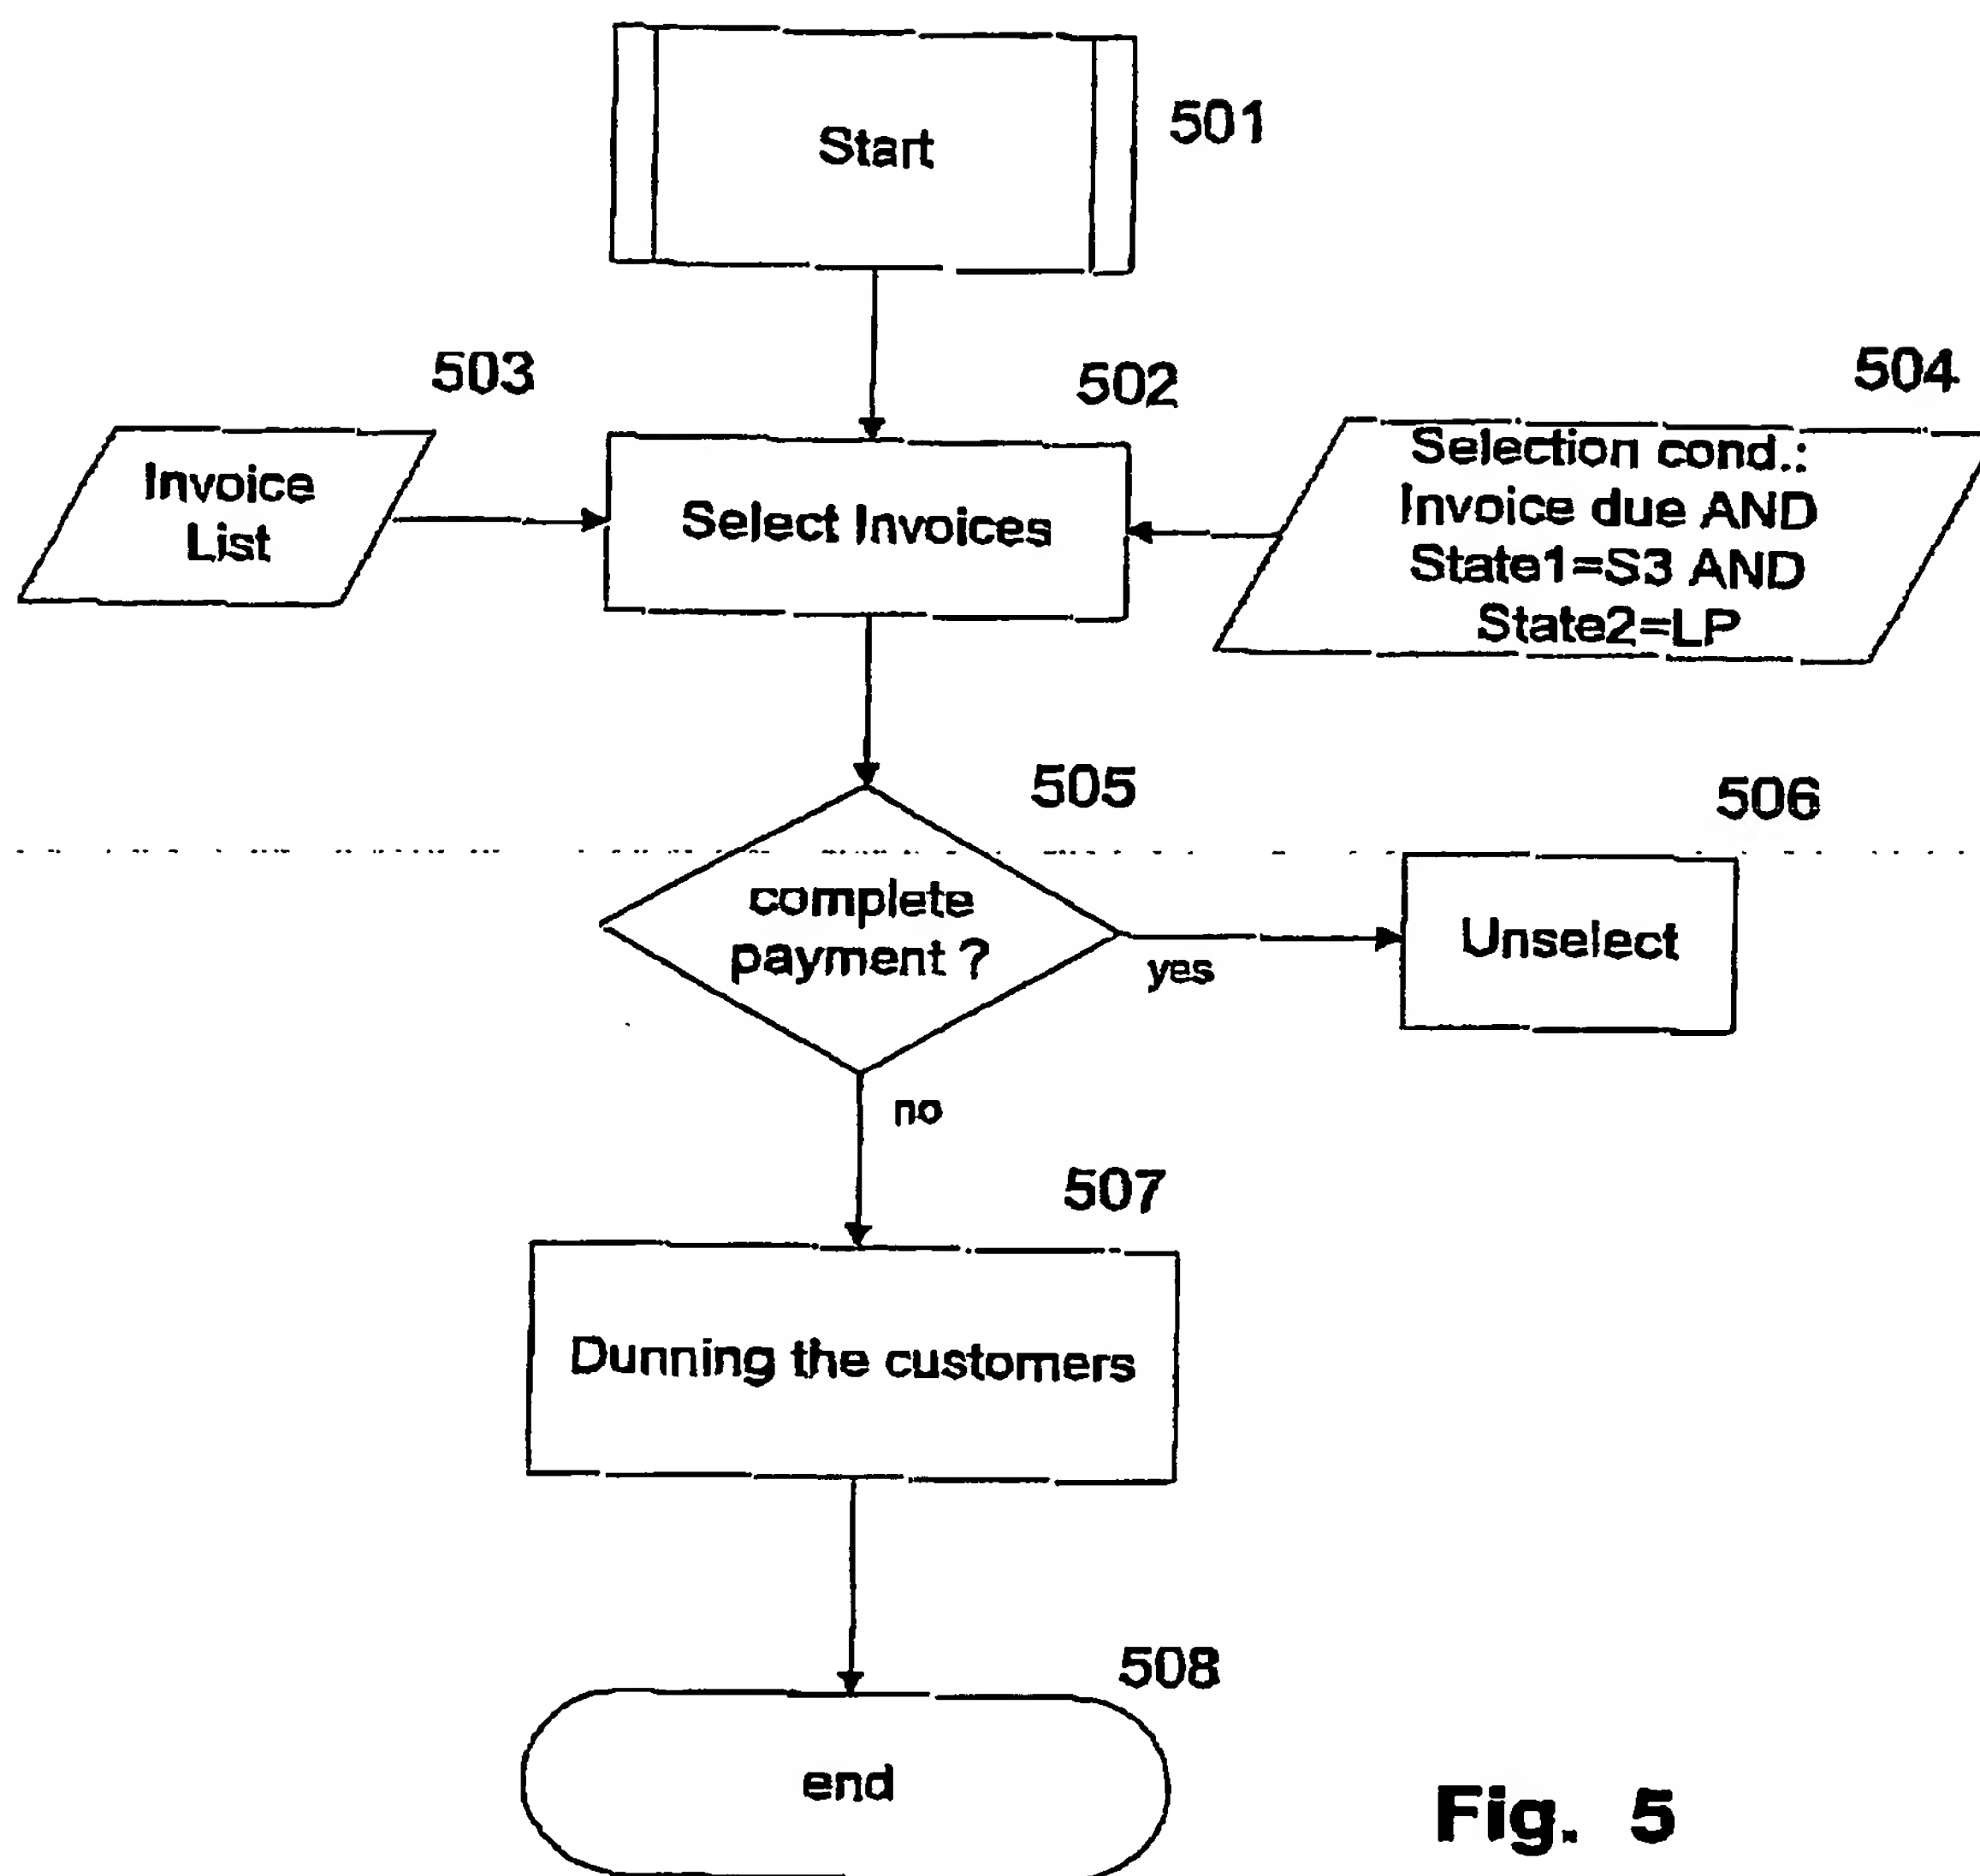 501
Start
503
502
504
Invoice
List
Select Invoices
Selection cond.:
Invoice due AND
State1=S3 AND
State2=LP
505
506
complete
payment ?
yes
Unselect
no
507
Dunning the customers
508
end
Fig. 5